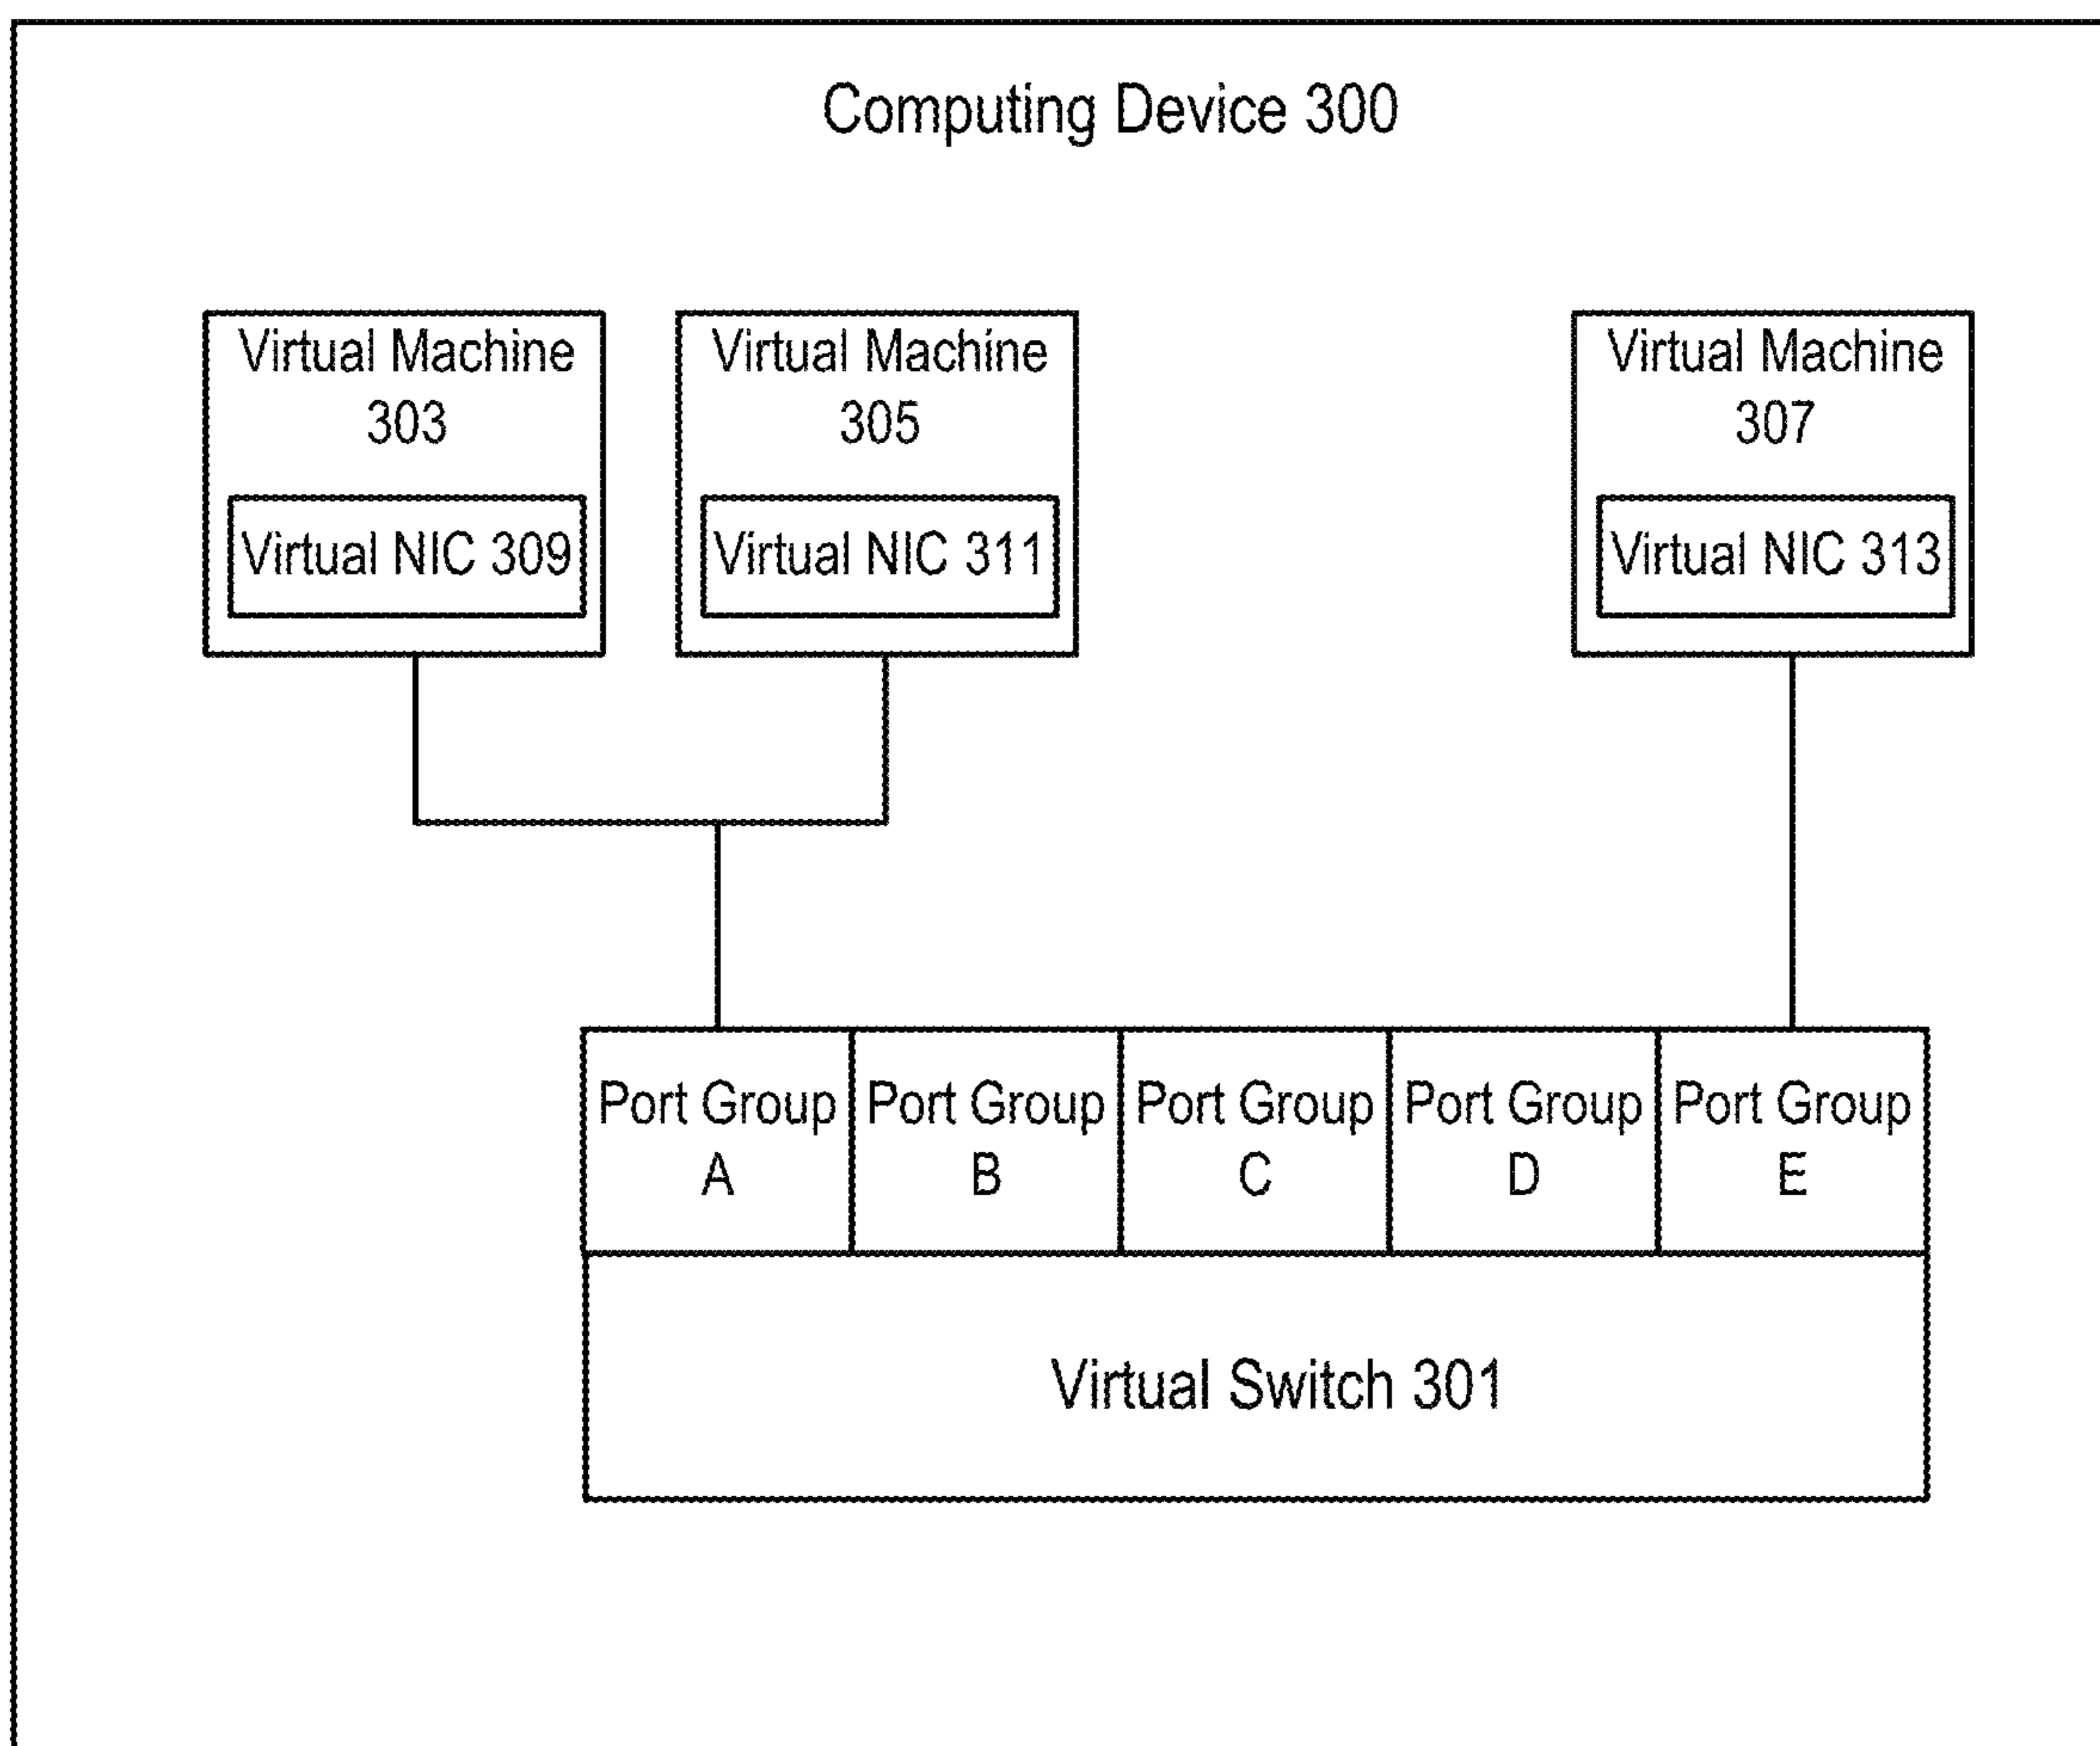 Computing Device 300
Virtual Machine
303
Virtual NIC 309
Virtual Machine
305
Virtual NIC 311
Virtual Machine
307
Virtual NIC 313
Port Group
A
Port Group
B
Port Group
C
Port Group
D
Port Group
E
Virtual Switch 301